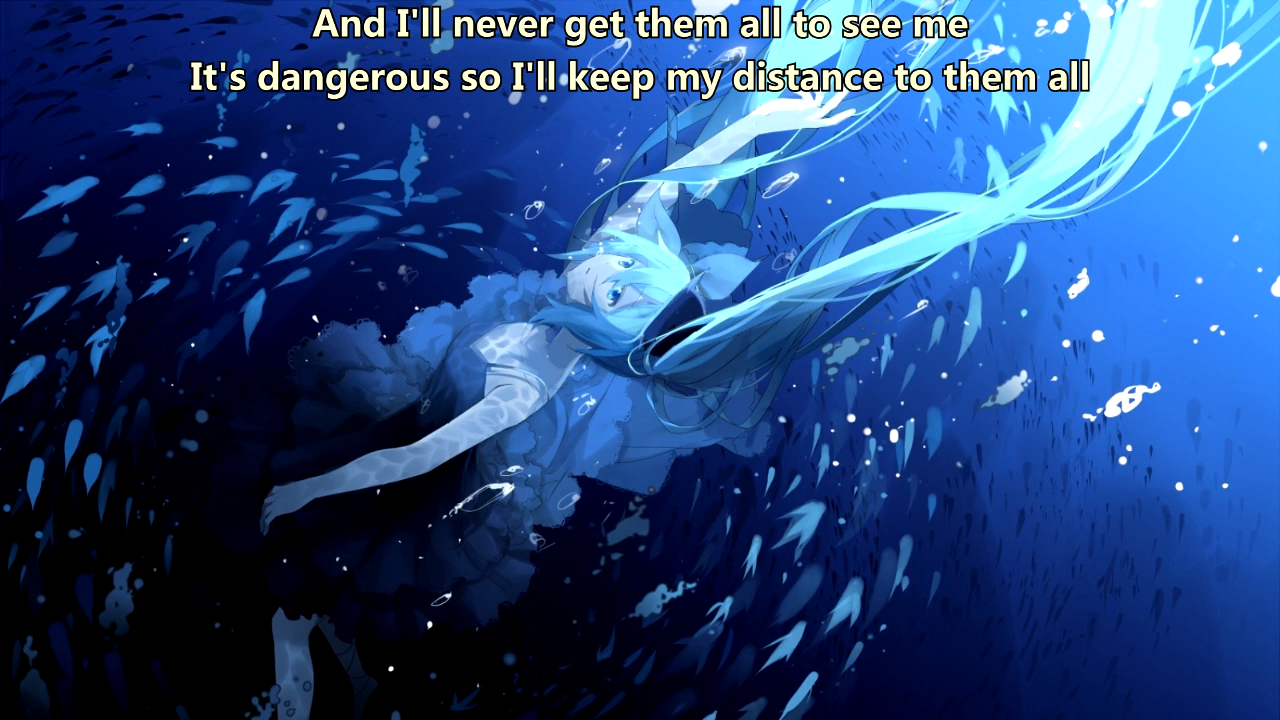 And I'll never get them all to see me
It's dangerous so I'll keep my distance to them all